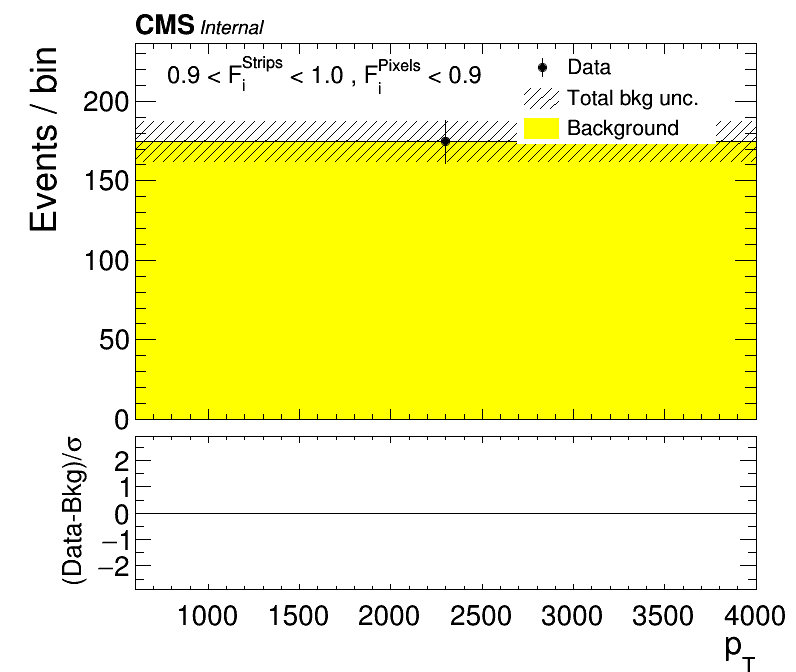 CMS Internal
0.9 < F_i^Strips < 1.0 , F_i^Pixels < 0.9
Data
Total bkg unc.
Background
Events / bin
200
150
100
50
0
(Data-Bkg)/σ
2
1
0
−1
−2
1000 1500 2000 2500 3000 3500 4000
p_T